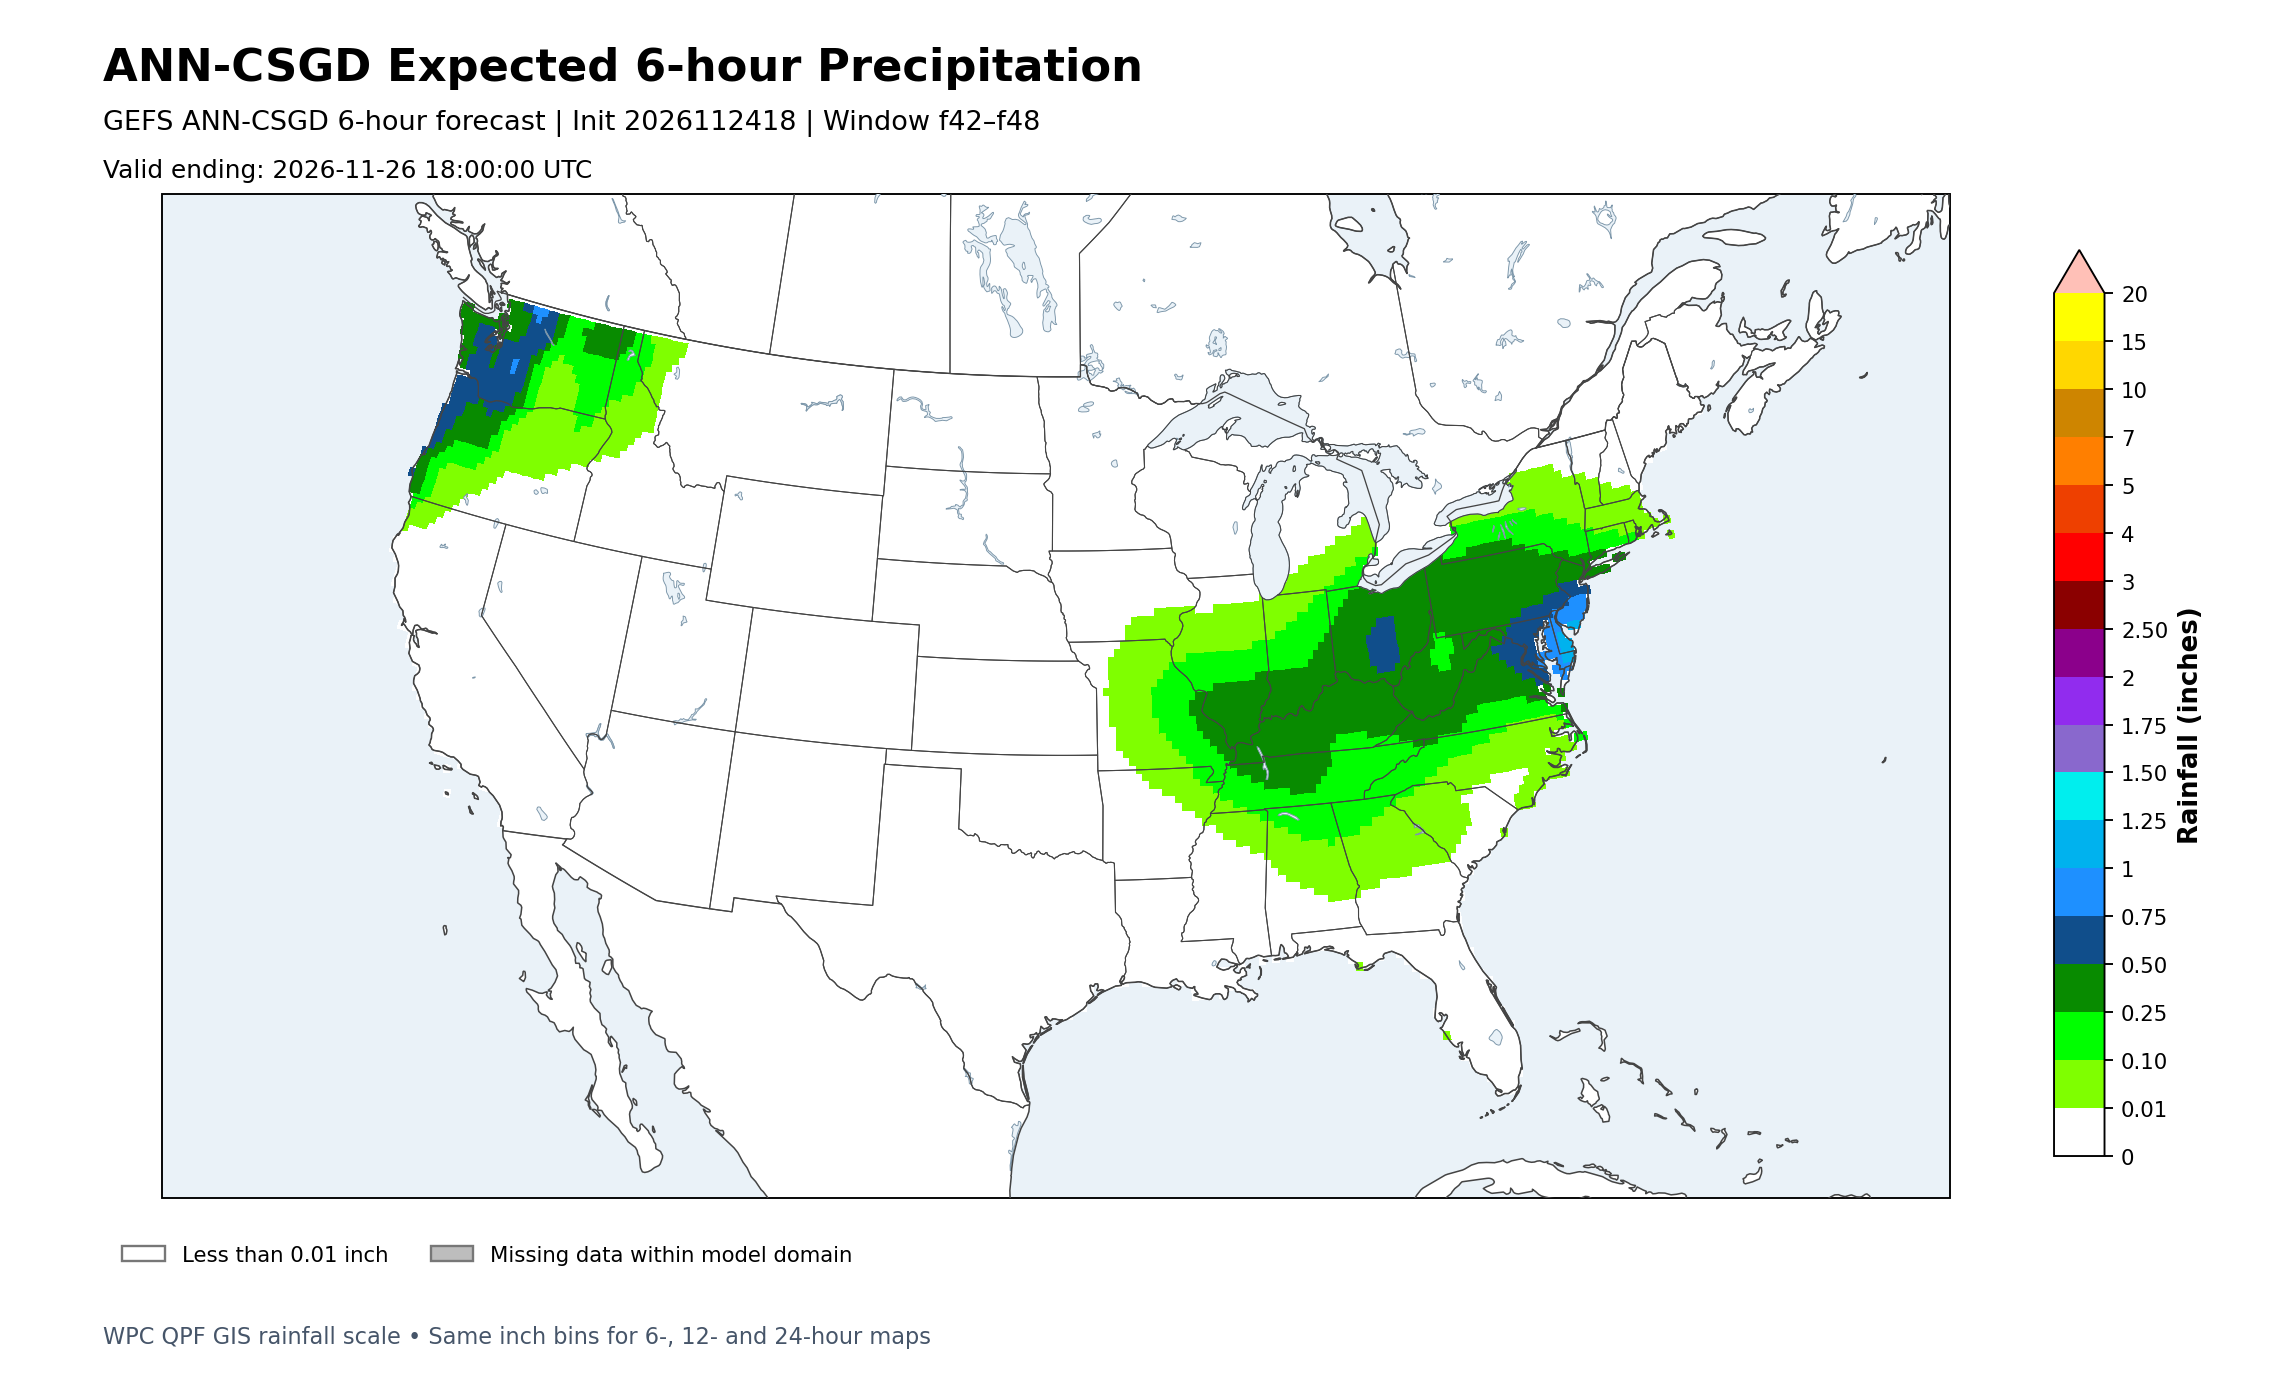 ANN-CSGD Expected 6-hour Precipitation
GEFS ANN-CSGD 6-hour forecast | Init 2026112418 | Window f42–f48
Valid ending: 2026-11-26 18:00:00 UTC
20
15
10
7
5
4
3
2.50
2
1.75
1.50
1.25
1
0.75
0.50
0.25
0.10
0.01
0
Rainfall (inches)
Less than 0.01 inch
Missing data within model domain
WPC QPF GIS rainfall scale • Same inch bins for 6-, 12- and 24-hour maps